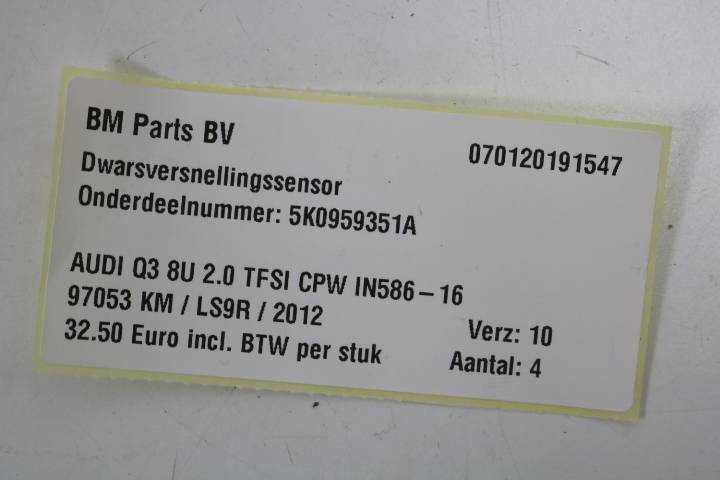 BM Parts BV
070120191547
Dwarsversnellingssensor
Onderdeelnummer: 5K0959351A
AUDI Q3 8U 2.0 TFSI CPW IN586-16
97053 KM / LS9R / 2012
Verz: 10
32.50 Euro incl. BTW per stuk
Aantal: 4